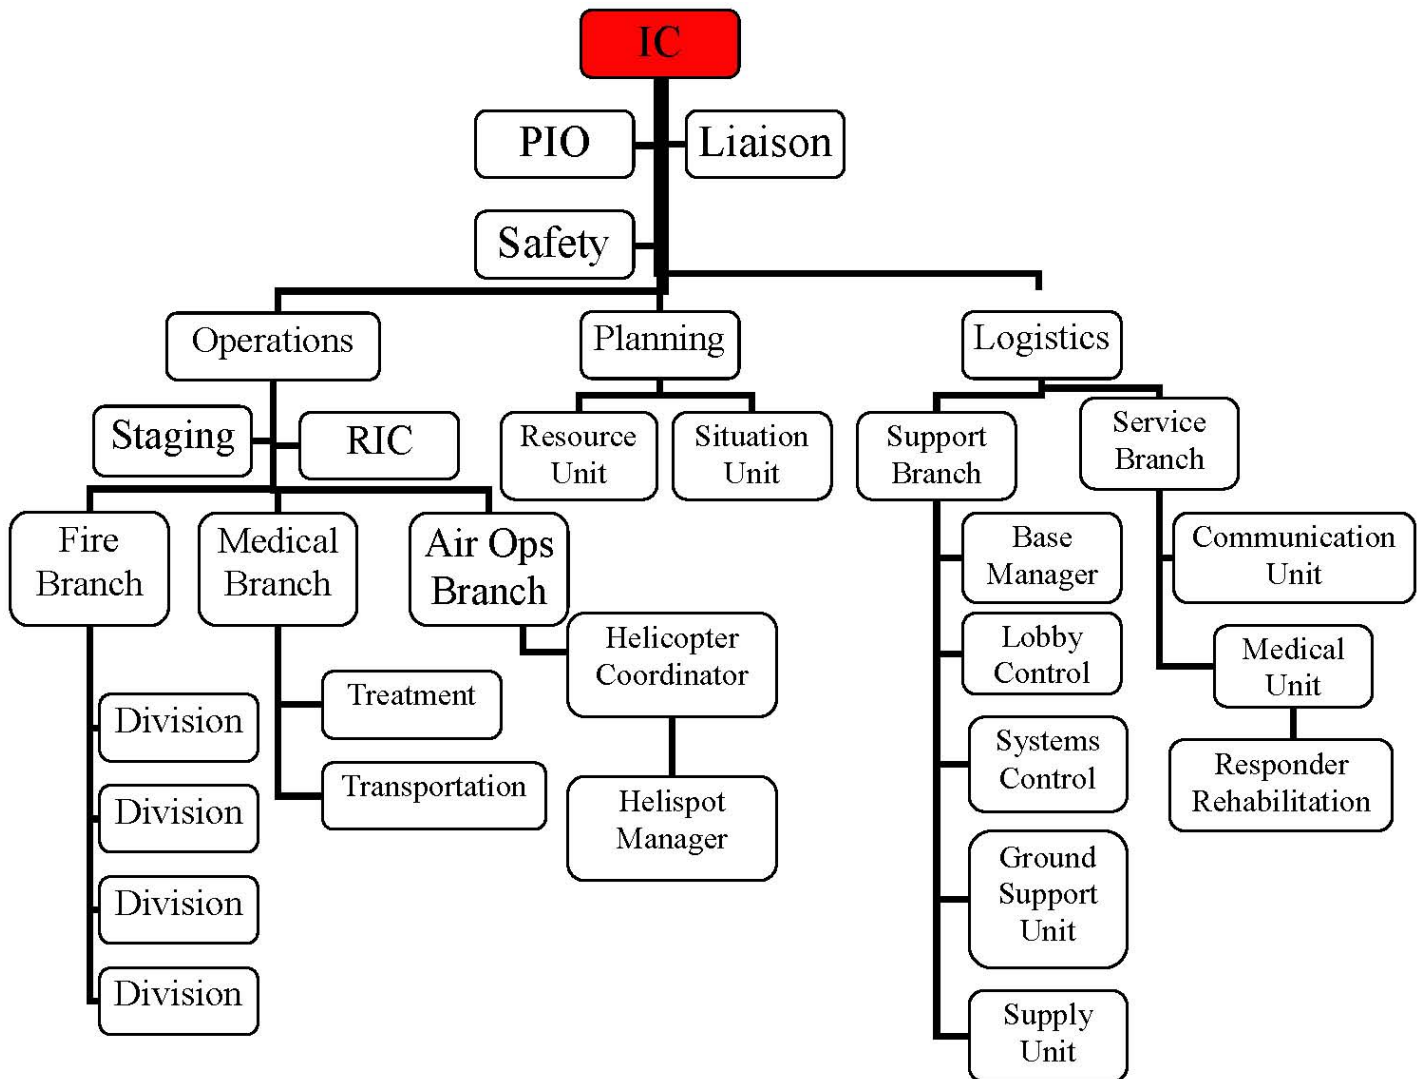 IC
PIO
Liaison
Safety
Operations
Planning
Logistics
Staging
RIC
Resource
Unit
Situation
Unit
Support
Branch
Service
Branch
Fire
Branch
Medical
Branch
Air Ops
Branch
Base
Manager
Communication
Unit
Helicopter
Coordinator
Lobby
Control
Medical
Unit
Treatment
Division
Systems
Control
Responder
Rehabilitation
Transportation
Division
Helispot
Manager
Ground
Support
Unit
Division
Division
Supply
Unit